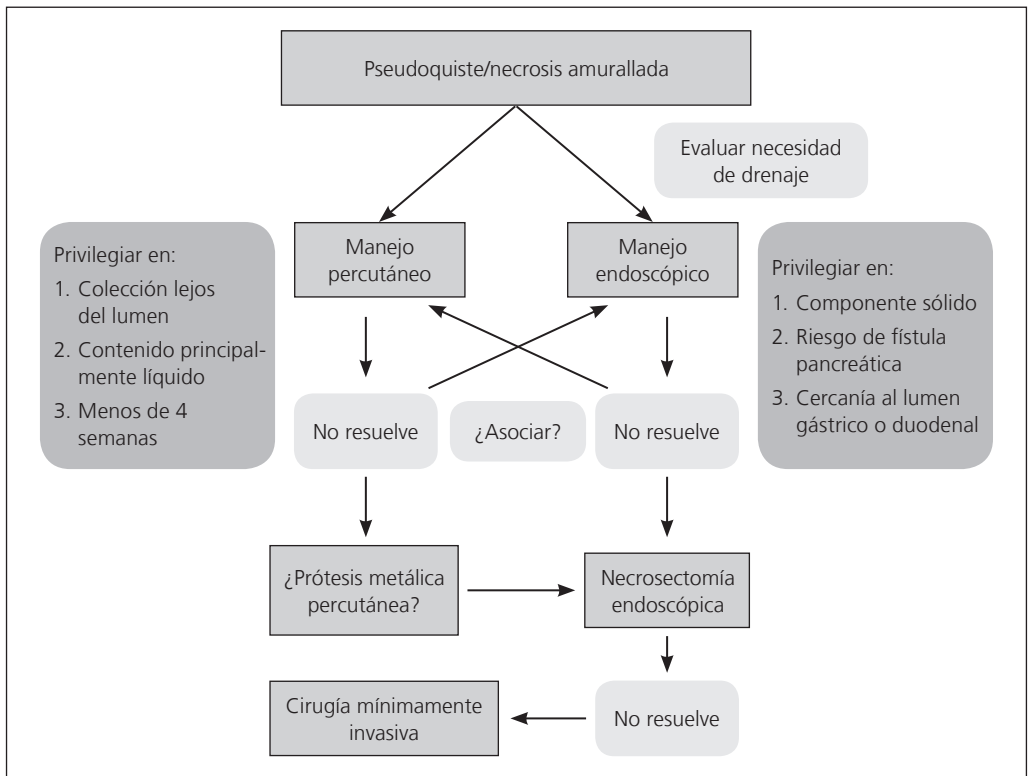 Pseudoquiste/necrosis amurallada
Evaluar necesidad
de drenaje
Privilegiar en:
1. Colección lejos
del lumen
2. Contenido principal-
mente líquido
3. Menos de 4
semanas
Manejo
percutáneo
Manejo
endoscópico
Privilegiar en:
1. Componente sólido
2. Riesgo de fístula
pancreática
3. Cercanía al lumen
gástrico o duodenal
No resuelve
¿Asociar?
No resuelve
¿Prótesis metálica
percutánea?
Necrosectomía
endoscópica
Cirugía mínimamente
invasiva
No resuelve